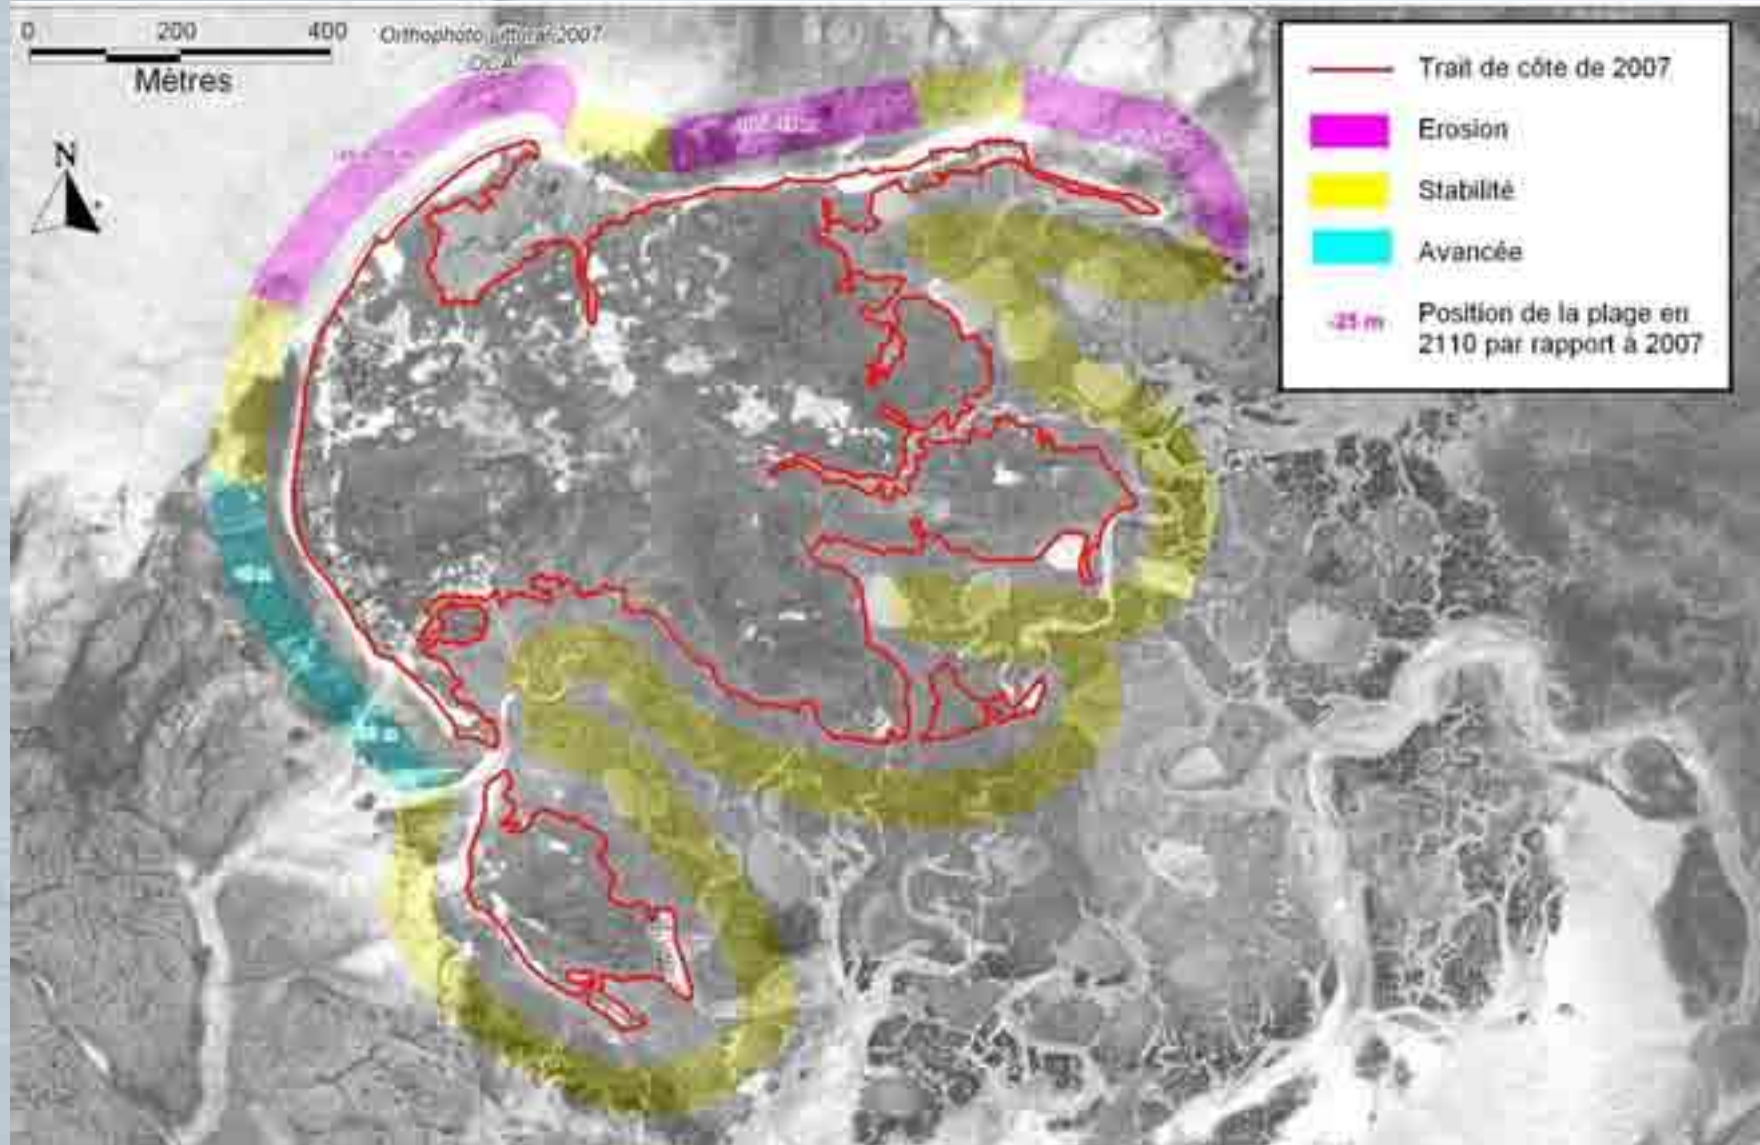 0 200 400
Mètres
Orthophoto Littoral 2007
N
Trait de côte de 2007
Erosion
Stabilité
Avancée
-25 m
Position de la plage en
2110 par rapport à 2007